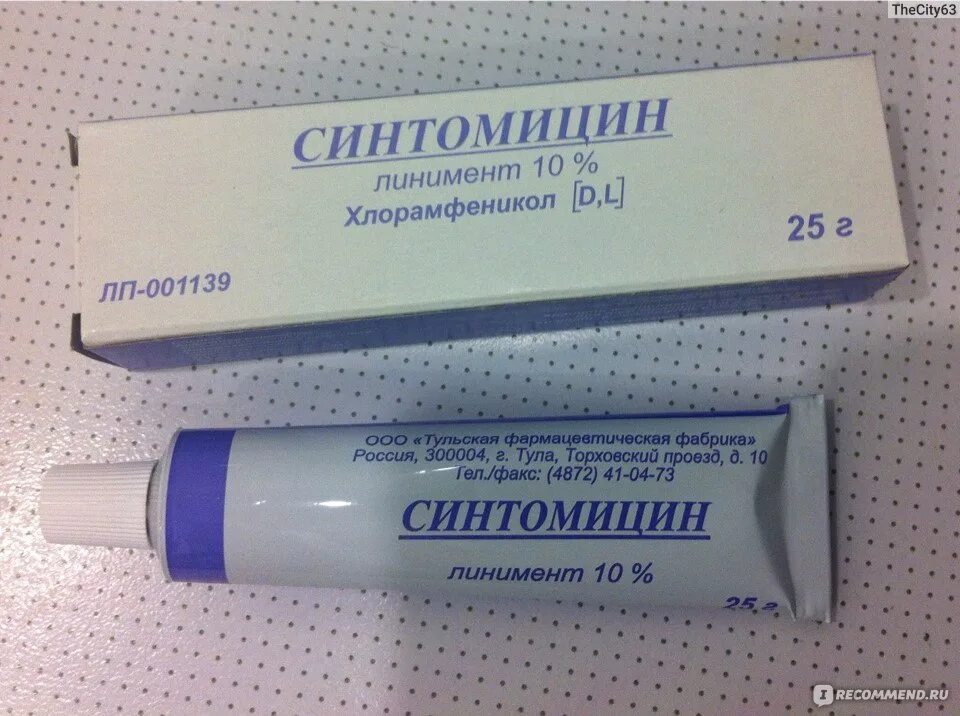 TheCity63
СИНТОМИЦИН
линимент 10 %
Хлорамфеникол [D,L]
25 г
ЛП-001139
ООО «Тульская фармацевтическая фабрика»
Россия, 300004, г. Тула, Торховский проезд, д. 10
Тел./факс: (4872) 41-04-73
СИНТОМИЦИН
линимент 10 %
25 г
IRECOMMEND.RU